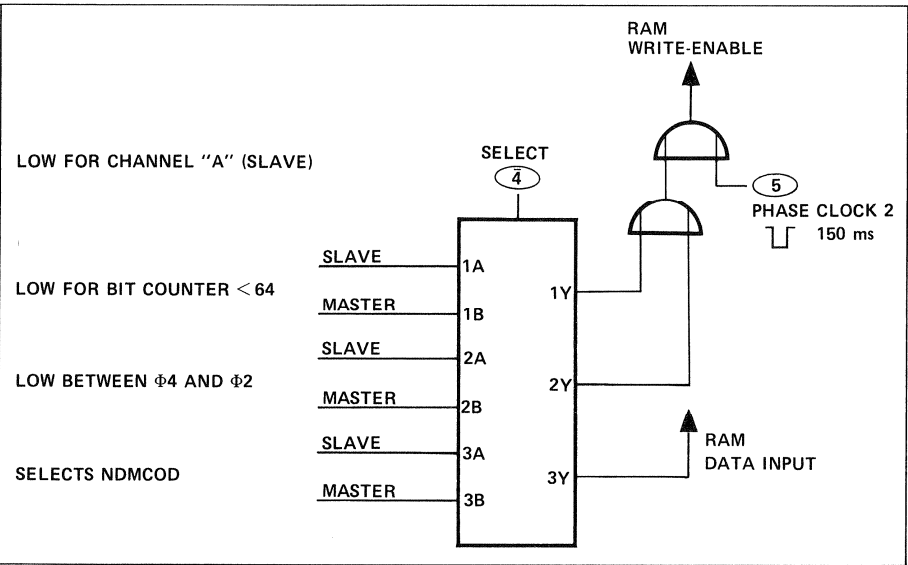 RAM
WRITE-ENABLE
LOW FOR CHANNEL "A" (SLAVE)
SELECT
4̄
5
PHASE CLOCK 2
150 ms
SLAVE
1A
LOW FOR BIT COUNTER < 64
1Y
MASTER
1B
SLAVE
2A
LOW BETWEEN Φ4 AND Φ2
2Y
MASTER
2B
SLAVE
3A
RAM
DATA INPUT
SELECTS NDMCOD
3Y
MASTER
3B